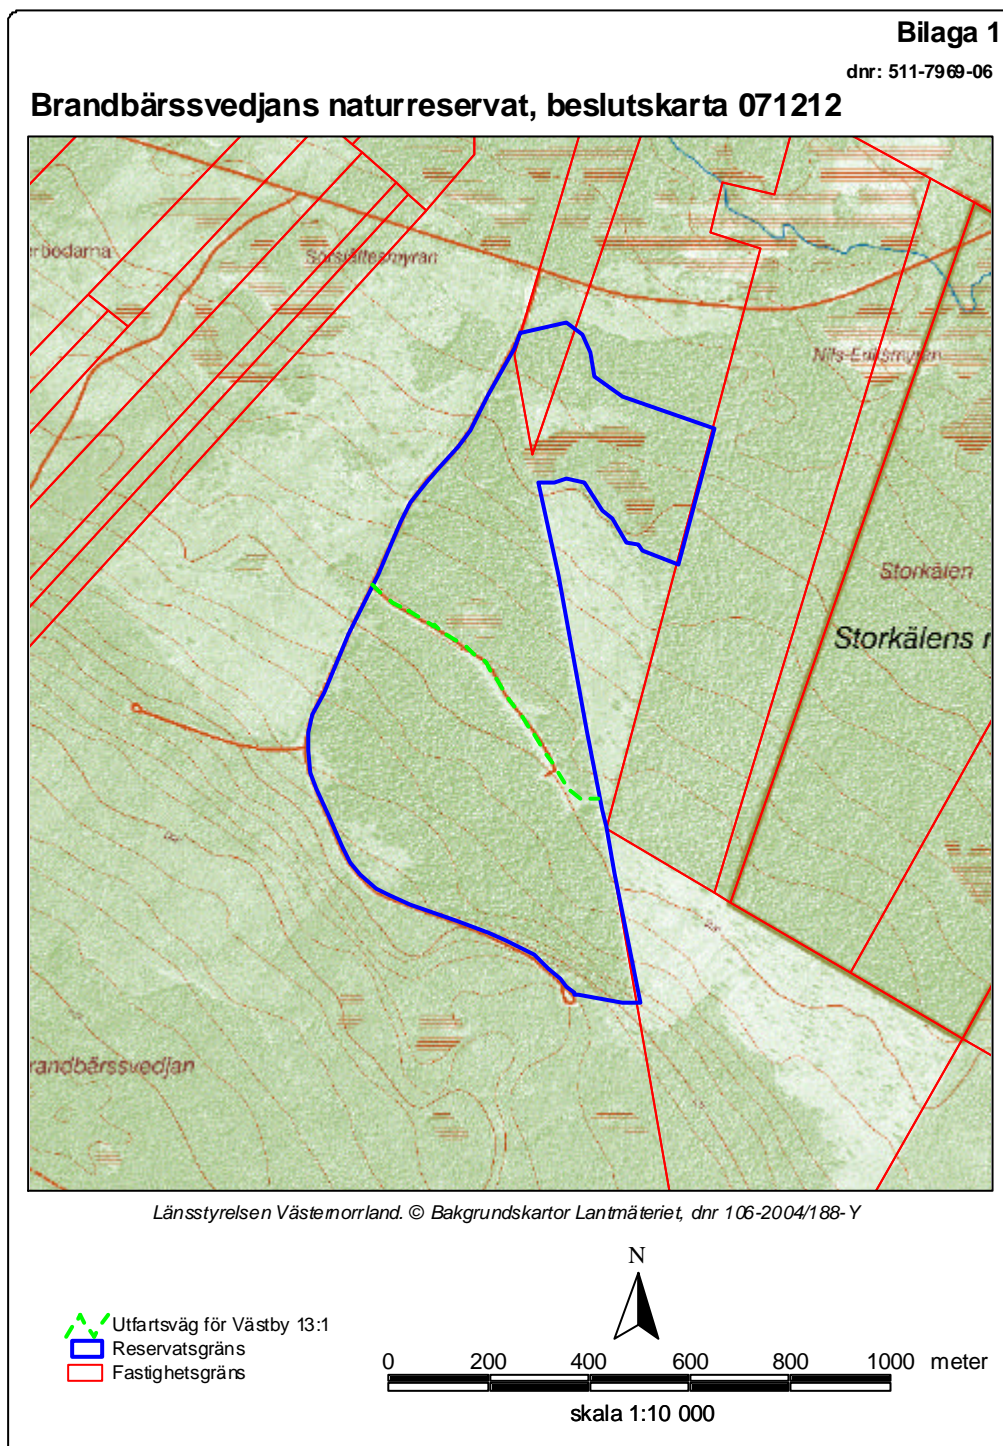 Bilaga 1
dnr: 511-7969-06
Brandbärssvedjans naturreservat, beslutskarta 071212
erbodarna
Nils-Eriksmyran
Storkälen
Storkälens r
randbärssvedjan
Länsstyrelsen Västernorrland. © Bakgrundskartor Lantmäteriet, dnr 106-2004/188-Y
N
Utfartsväg för Västby 13:1
Reservatsgräns
Fastighetsgräns
0 200 400 600 800 1000 meter
skala 1:10 000